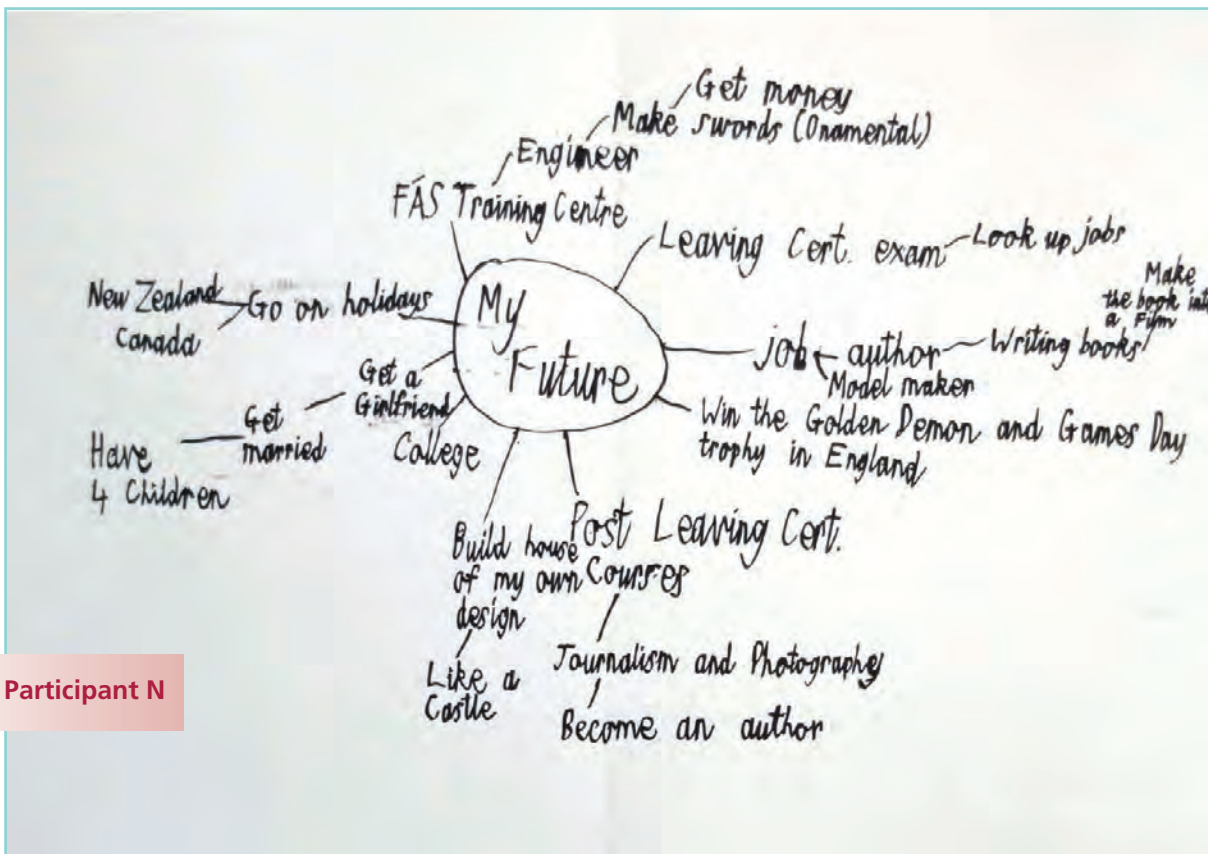 Get money
Make swords (Onamental)
Engineer
FÁS Training Centre
Leaving Cert. exam
Look up jobs
My
Future
job
author
Writing books
Make
the book into
a Film
Model maker
Win the Golden Demon and Games Day
trophy in England
Post Leaving Cert.
Courses
Journalism and Photography
Become an author
Build house
of my own
design
Like a
Castle
College
Get a
Girlfriend
Get
married
Have
4 Children
Go on holidays
New Zealand
Canada
Participant N